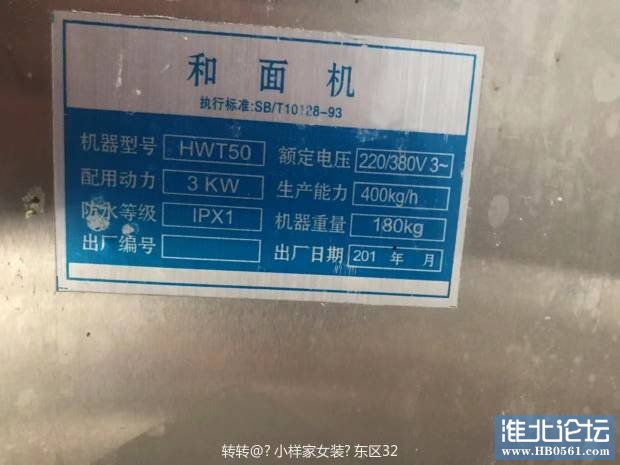 和面机
执行标准:SB/T10128-93
机器型号 HWT50 额定电压 220/380V 3~
配用动力 3 KW 生产能力 400kg/h
防水等级 IPX1 机器重量 180kg
出厂编号 出厂日期 201 年 月
转转@? 小样家女装? 东区32
淮北论坛
www.HB0561.com